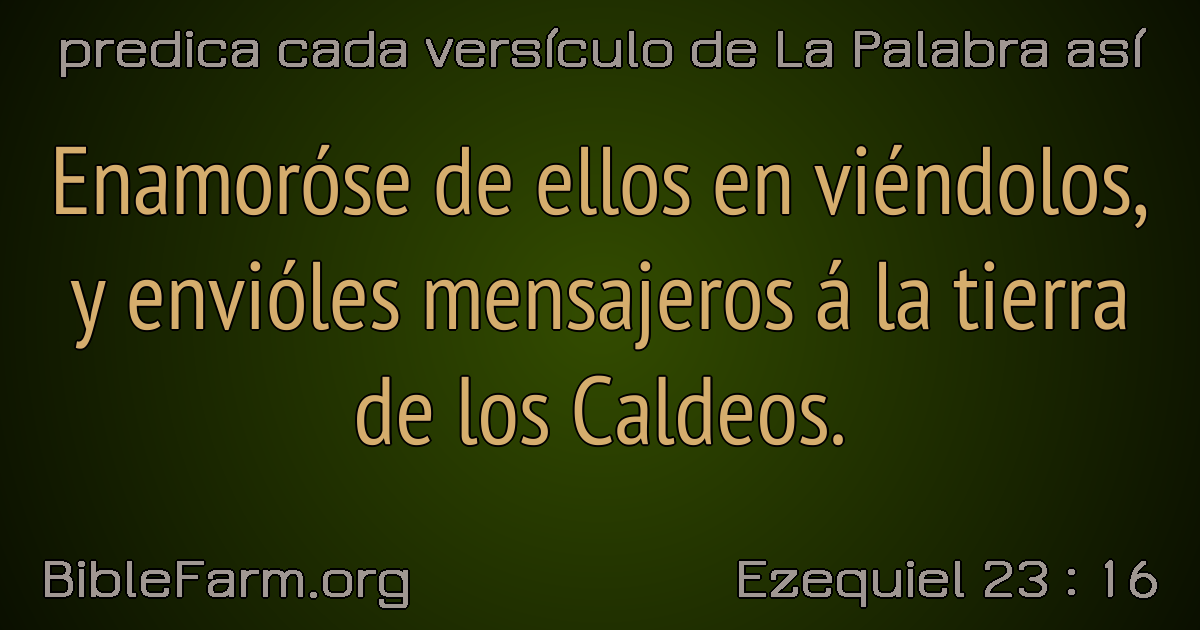 predica cada versículo de La Palabra así
Enamoróse de ellos en viéndolos,
y envióles mensajeros á la tierra
de los Caldeos.
BibleFarm.org
Ezequiel 23 : 16